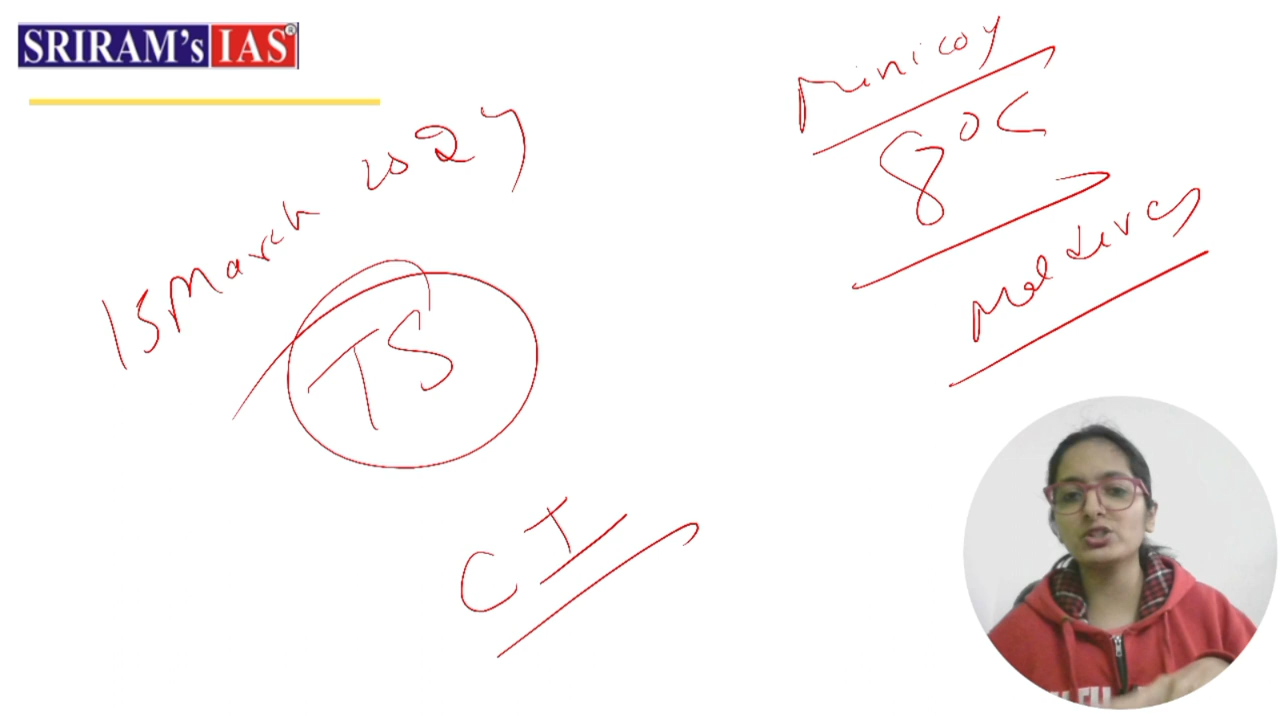 SRIRAM's IAS®
Minicoy
8°C
Maldives
15 March 2024
TS
CI